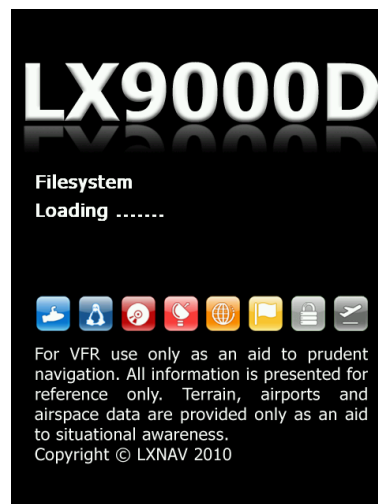 LX9000D
Filesystem
Loading .......
For VFR use only as an aid to prudent
navigation. All information is presented for
reference only. Terrain, airports and
airspace data are provided only as an aid
to situational awareness.
Copyright © LXNAV 2010